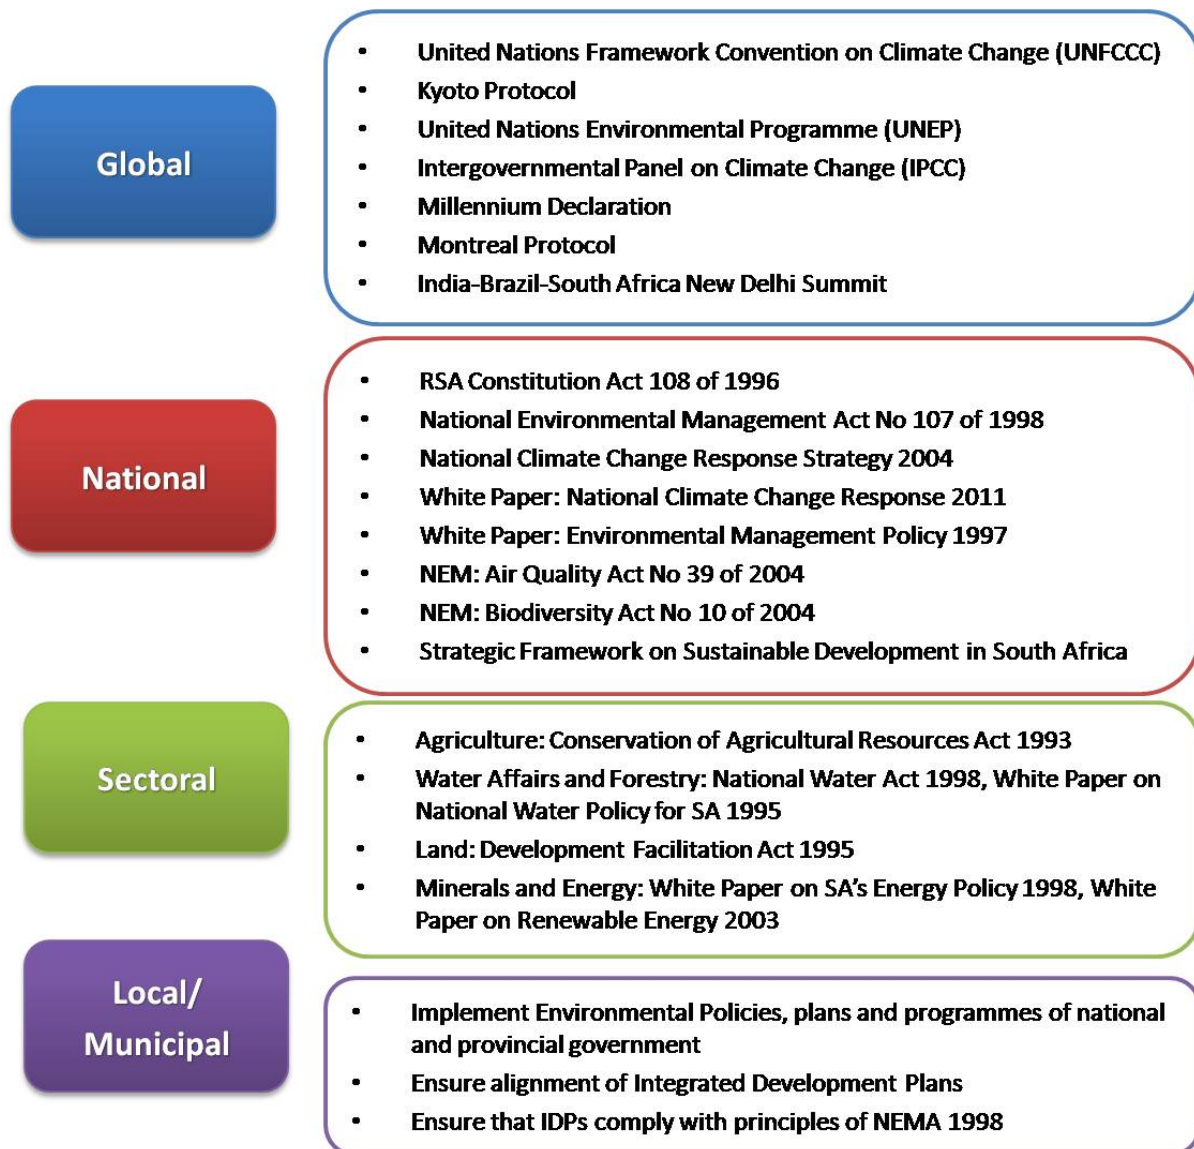 Global
• United Nations Framework Convention on Climate Change (UNFCCC)
• Kyoto Protocol
• United Nations Environmental Programme (UNEP)
• Intergovernmental Panel on Climate Change (IPCC)
• Millennium Declaration
• Montreal Protocol
• India-Brazil-South Africa New Delhi Summit
National
• RSA Constitution Act 108 of 1996
• National Environmental Management Act No 107 of 1998
• National Climate Change Response Strategy 2004
• White Paper: National Climate Change Response 2011
• White Paper: Environmental Management Policy 1997
• NEM: Air Quality Act No 39 of 2004
• NEM: Biodiversity Act No 10 of 2004
• Strategic Framework on Sustainable Development in South Africa
Sectoral
• Agriculture: Conservation of Agricultural Resources Act 1993
• Water Affairs and Forestry: National Water Act 1998, White Paper on
National Water Policy for SA 1995
• Land: Development Facilitation Act 1995
• Minerals and Energy: White Paper on SA's Energy Policy 1998, White
Paper on Renewable Energy 2003
Local/
Municipal
• Implement Environmental Policies, plans and programmes of national
and provincial government
• Ensure alignment of Integrated Development Plans
• Ensure that IDPs comply with principles of NEMA 1998